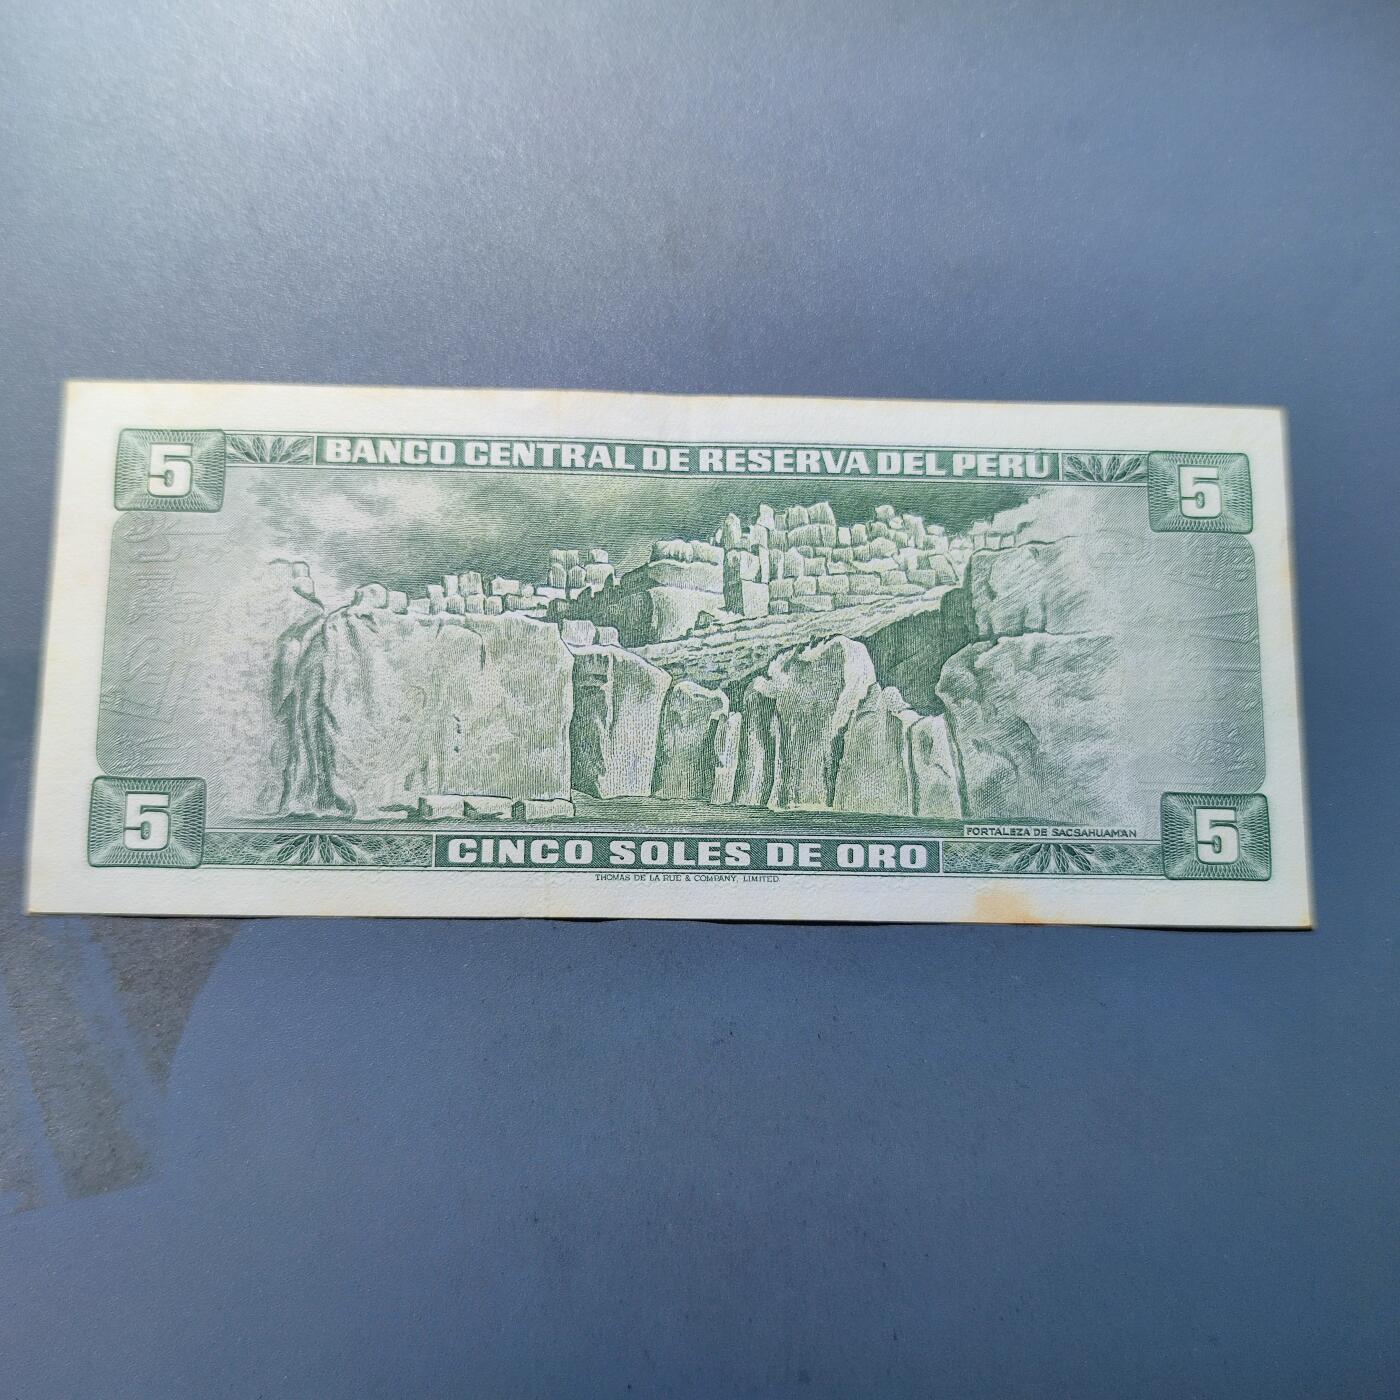 5
BANCO CENTRAL DE RESERVA DEL PERÚ
5
5
FORTALEZA DE SACSAHUAMAN
CINCO SOLES DE ORO
5
THOMAS DE LA RUE & COMPANY, LIMITED.